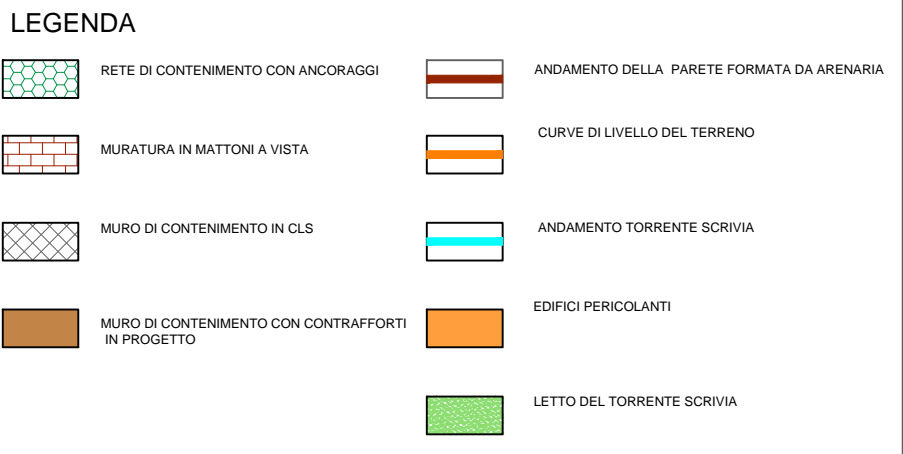 LEGENDA
RETE DI CONTENIMENTO CON ANCORAGGI
MURATURA IN MATTONI A VISTA
MURO DI CONTENIMENTO IN CLS
MURO DI CONTENIMENTO CON CONTRAFFORTI
IN PROGETTO
ANDAMENTO DELLA PARETE FORMATA DA ARENARIA
CURVE DI LIVELLO DEL TERRENO
ANDAMENTO TORRENTE SCRIVIA
EDIFICI PERICOLANTI
LETTO DEL TORRENTE SCRIVIA